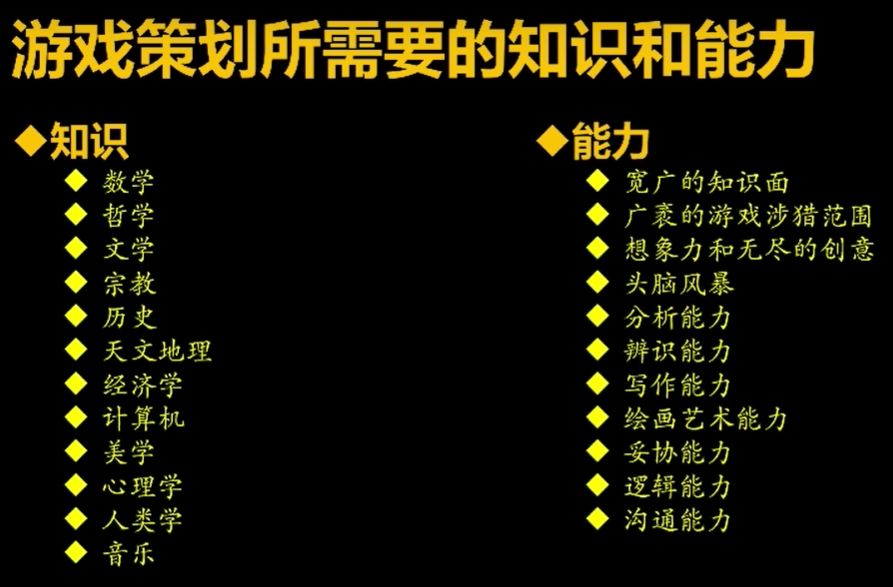 游戏策划所需要的知识和能力
◆知识
◆ 数学
◆ 哲学
◆ 文学
◆ 宗教
◆ 历史
◆ 天文地理
◆ 经济学
◆ 计算机
◆ 美学
◆ 心理学
◆ 人类学
◆ 音乐
◆能力
◆ 宽广的知识面
◆ 广袤的游戏涉猎范围
◆ 想象力和无尽的创意
◆ 头脑风暴
◆ 分析能力
◆ 辨识能力
◆ 写作能力
◆ 绘画艺术能力
◆ 妥协能力
◆ 逻辑能力
◆ 沟通能力